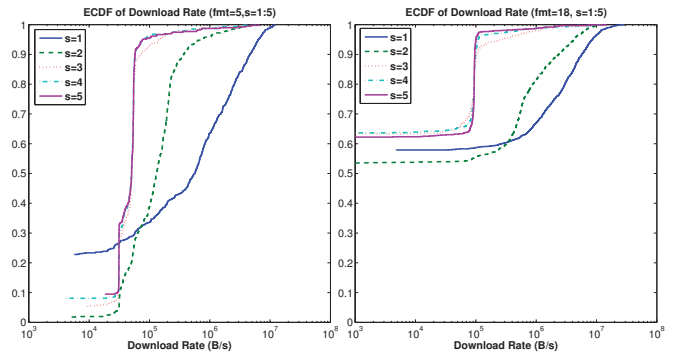 ECDF of Download Rate (fmt=5,s=1:5)
1
0.9
0.8
0.7
0.6
0.5
0.4
0.3
0.2
0.1
0
s=1
s=2
s=3
s=4
s=5
10^3
10^4
10^5
10^6
10^7
10^8
Download Rate (B/s)
ECDF of Download Rate (fmt=18, s=1:5)
1
0.9
0.8
0.7
0.6
0.5
0.4
0.3
0.2
0.1
0
s=1
s=2
s=3
s=4
s=5
10^3
10^4
10^5
10^6
10^7
10^8
Download Rate (B/s)